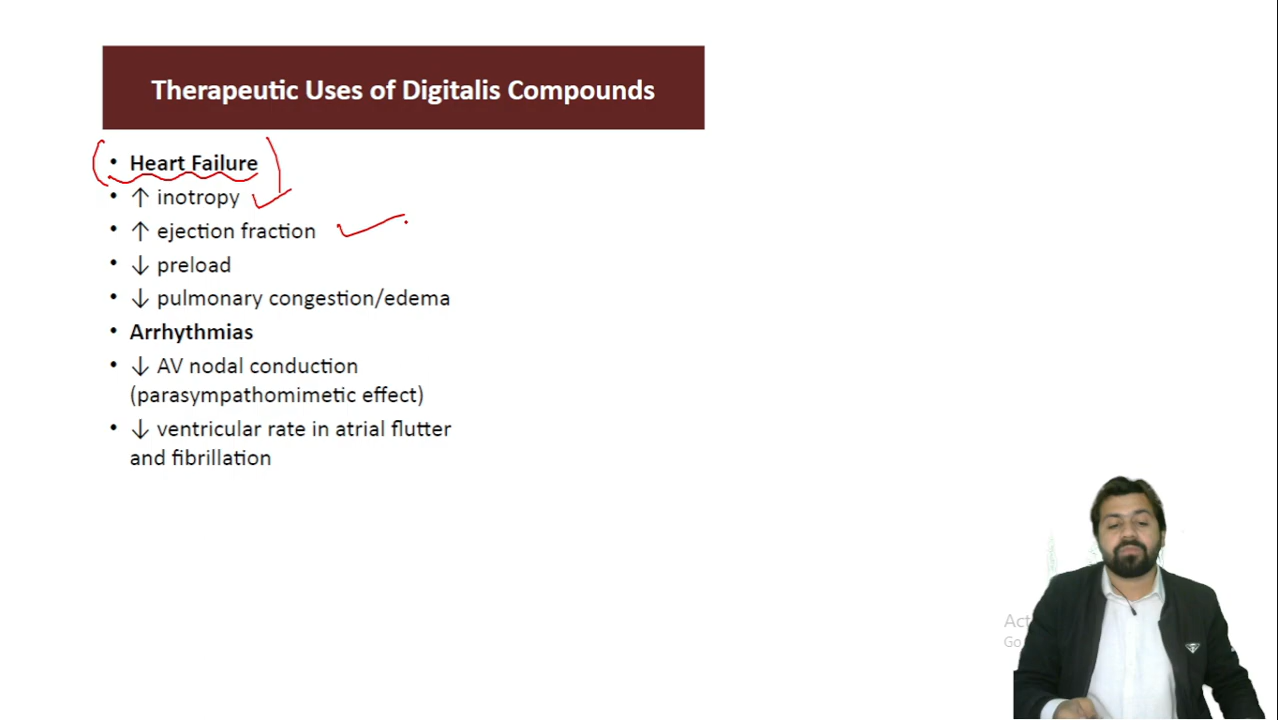 Therapeutic Uses of Digitalis Compounds
• Heart Failure
• ↑ inotropy
• ↑ ejection fraction
• ↓ preload
• ↓ pulmonary congestion/edema
• Arrhythmias
• ↓ AV nodal conduction
(parasympathomimetic effect)
• ↓ ventricular rate in atrial flutter
and fibrillation
Go